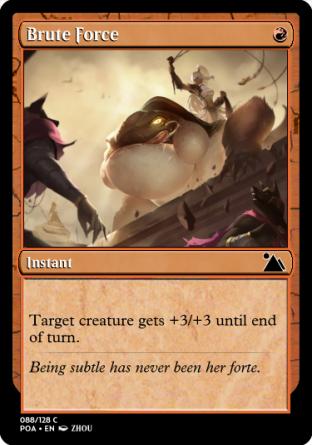 Brute Force
Instant
Target creature gets +3/+3 until end
of turn.
Being subtle has never been her forte.
088/128 C
POA • EN ZHOU